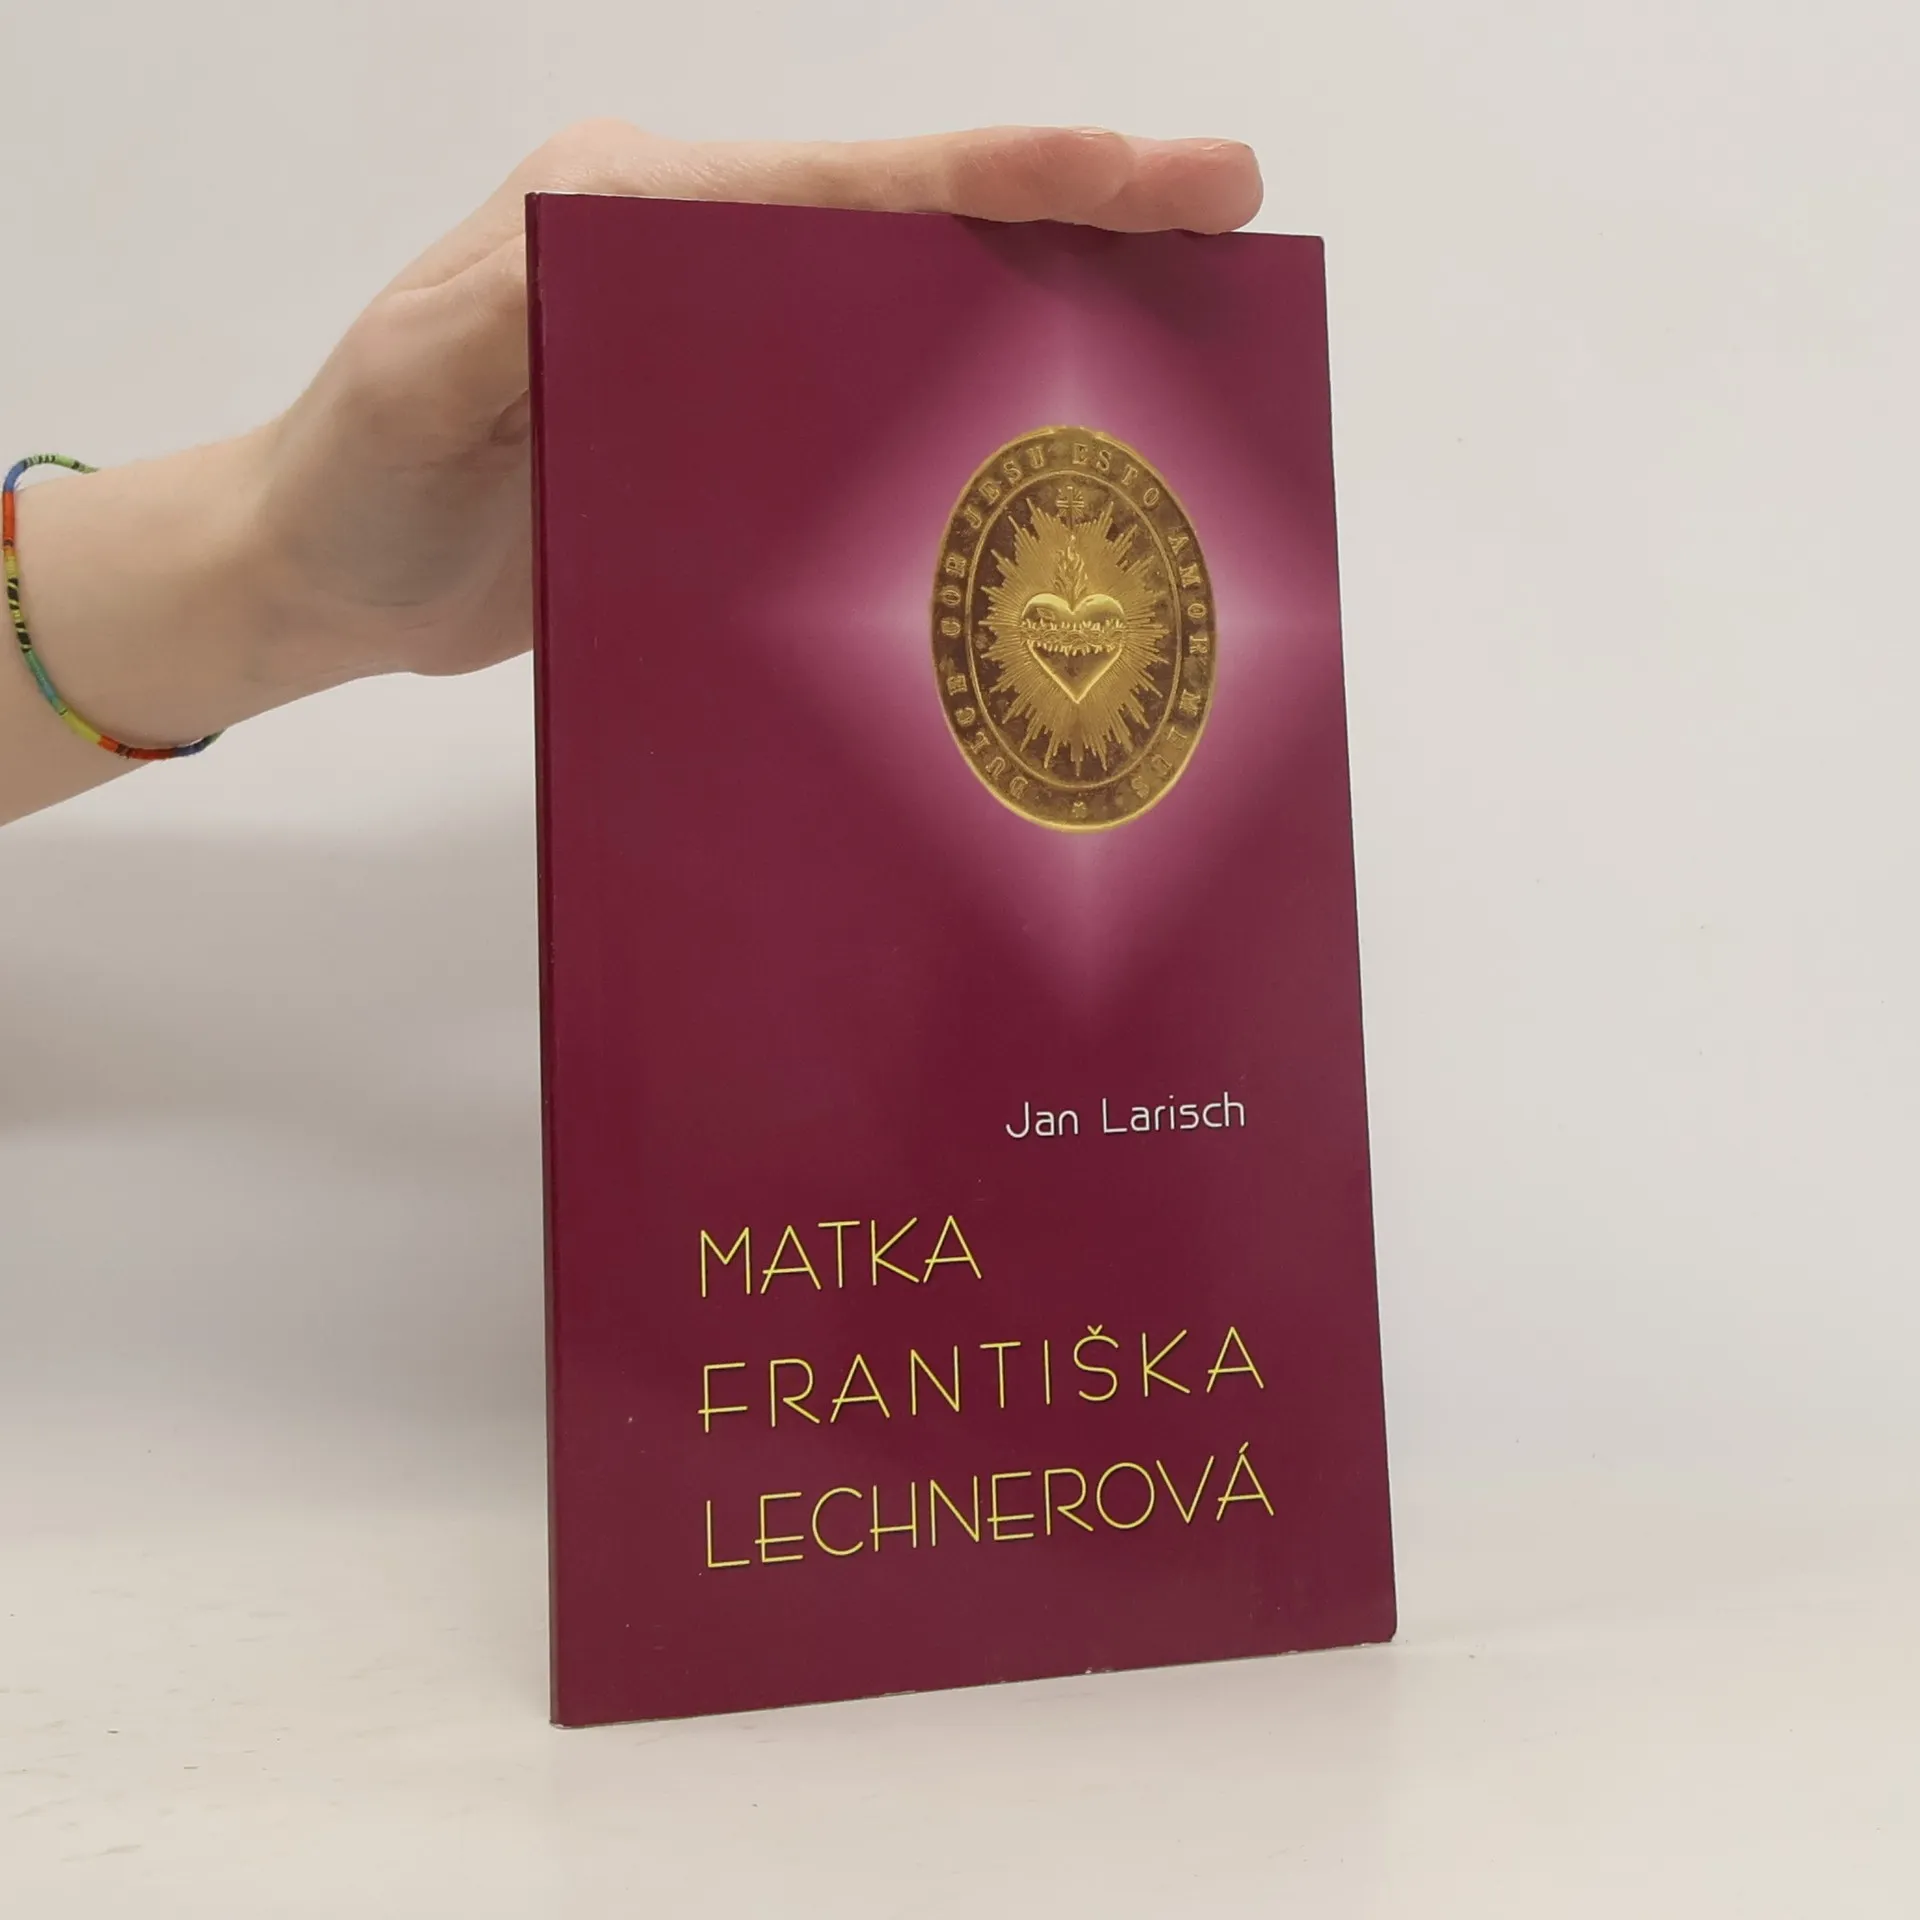 DULCE COR JESU ESTO AMOR MEUS
Jan Larisch
MATKA
FRANTIŠKA
LECHNEROVÁ